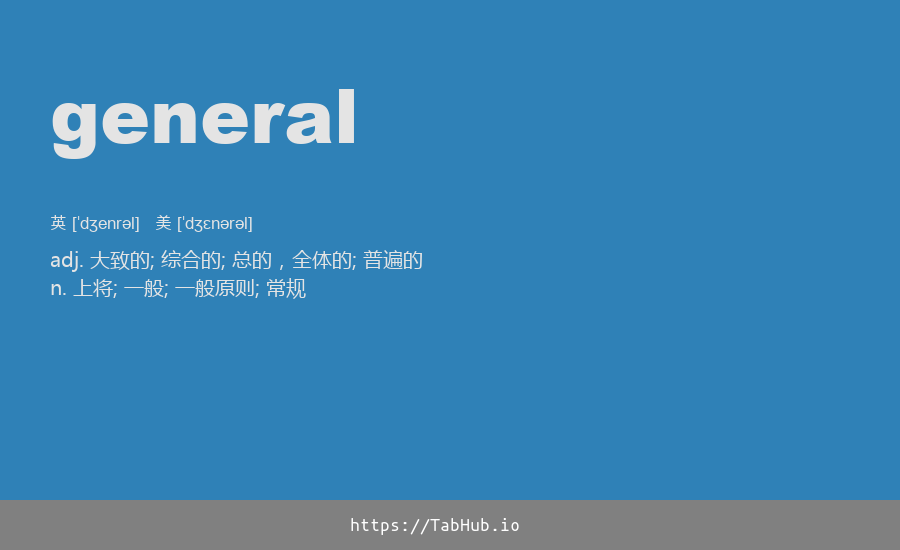 general
英 [ˈdʒenrəl] 美 [ˈdʒɛnərəl]
adj. 大致的; 综合的; 总的，全体的; 普遍的
n. 上将; 一般; 一般原则; 常规
https://TabHub.io